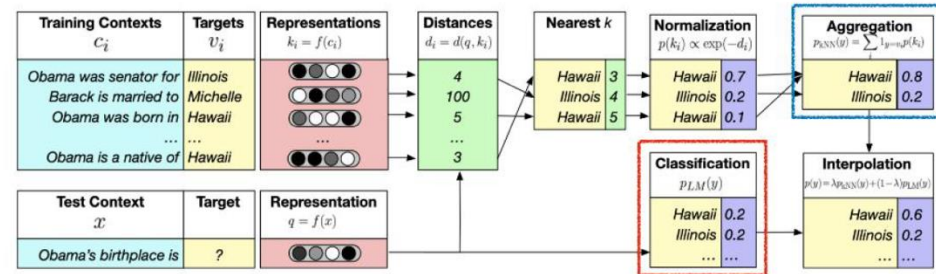 Training Contexts Targets
c_i v_i
Obama was senator for Illinois
Barack is married to Michelle
Obama was born in Hawaii
... ...
Obama is a native of Hawaii
Representations
k_i = f(c_i)
...
Distances
d_i = d(q, k_i)
4
100
5
...
3
Nearest k
Hawaii 3
Illinois 4
Hawaii 5
Normalization
p(k_i) ∝ exp(−d_i)
Hawaii 0.7
Illinois 0.2
Hawaii 0.1
Aggregation
p_kNN(y) = ∑_i 1_{y=v_i} p(k_i)
Hawaii 0.8
Illinois 0.2
Test Context Target
x
Obama's birthplace is ?
Representation
q = f(x)
Classification
p_LM(y)
Hawaii 0.2
Illinois 0.2
... ...
Interpolation
p(y) = λp_kNN(y) + (1−λ)p_LM(y)
Hawaii 0.6
Illinois 0.2
... ...